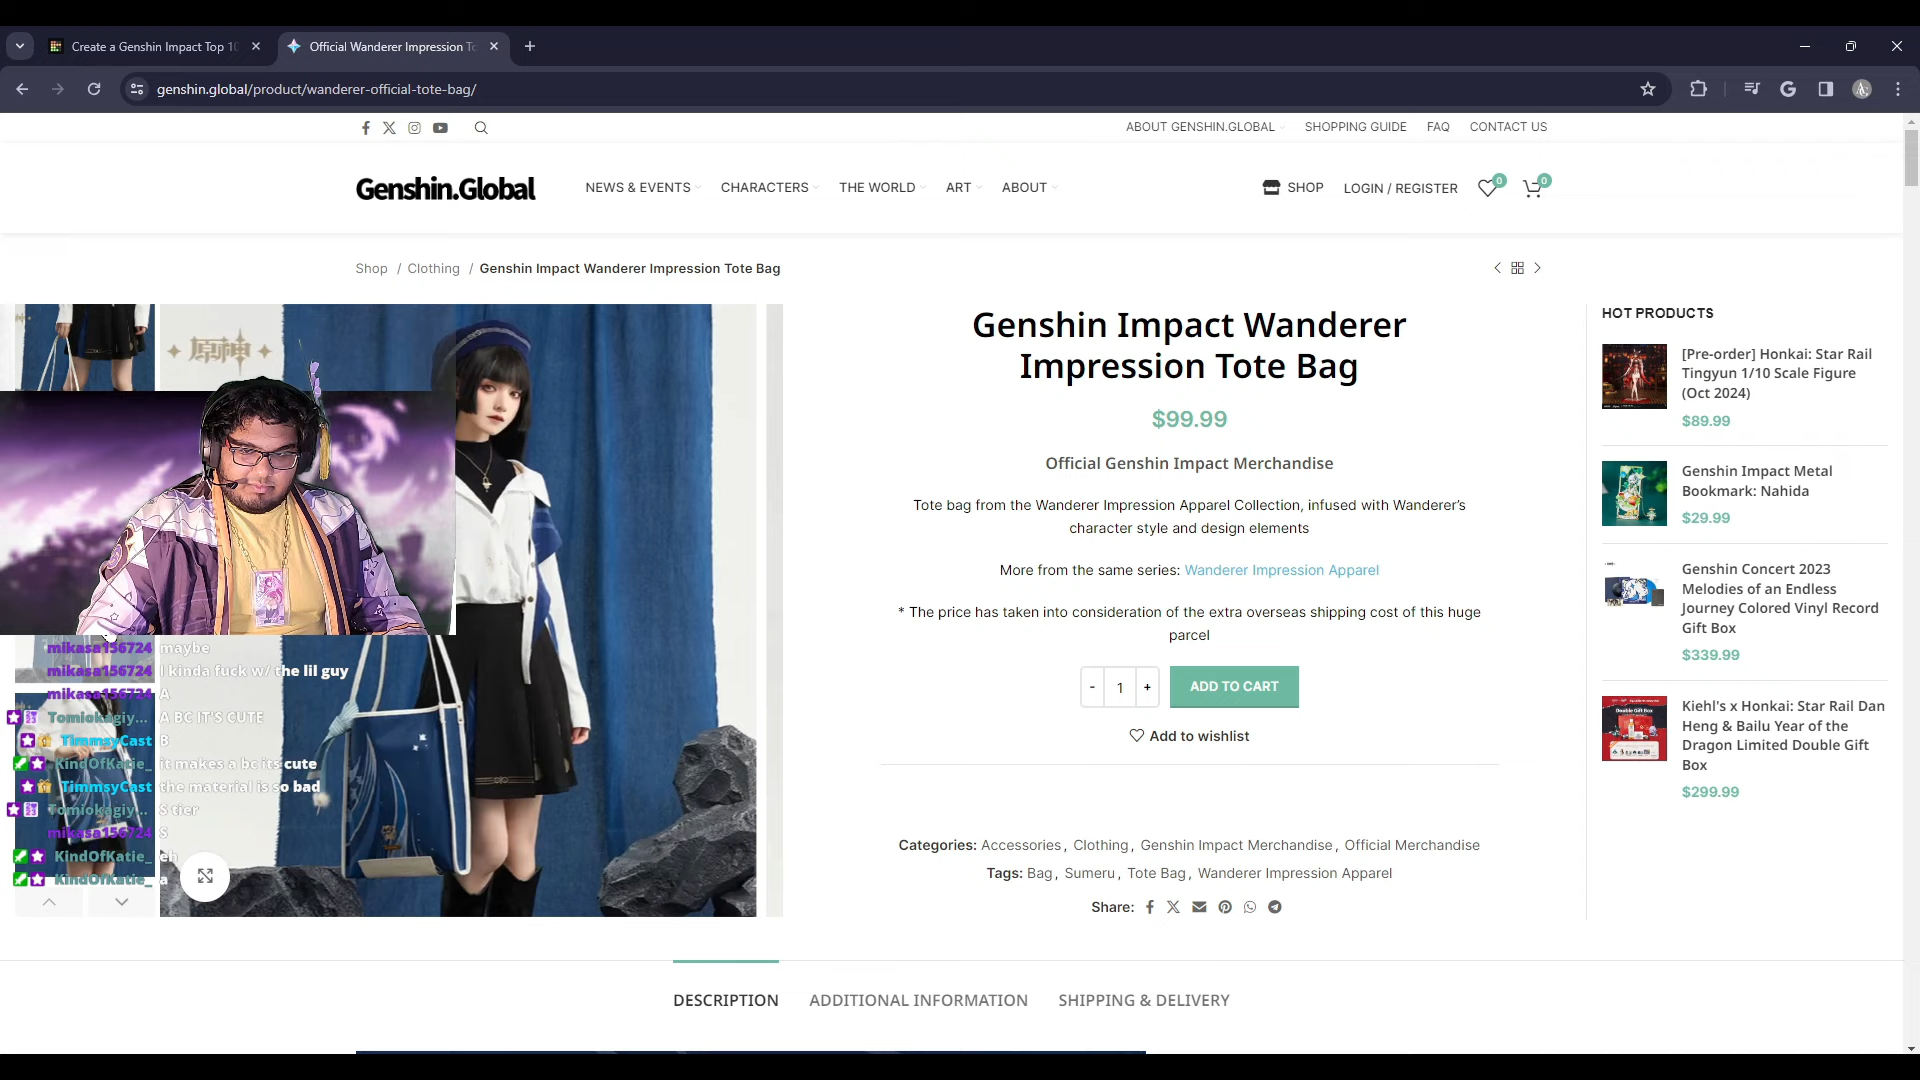 Create a Genshin Impact Top 10
Official Wanderer Impression To
genshin.global/product/wanderer-official-tote-bag/
ABOUT GENSHIN.GLOBAL
SHOPPING GUIDE
FAQ
CONTACT US
Genshin.Global
NEWS & EVENTS
CHARACTERS
THE WORLD
ART
ABOUT
SHOP
LOGIN / REGISTER
0
0
Shop / Clothing / Genshin Impact Wanderer Impression Tote Bag
原神
Genshin Impact Wanderer
Impression Tote Bag
$99.99
Official Genshin Impact Merchandise
Tote bag from the Wanderer Impression Apparel Collection, infused with Wanderer’s
character style and design elements
More from the same series: Wanderer Impression Apparel
* The price has taken into consideration of the extra overseas shipping cost of this huge
parcel
- 1 +
ADD TO CART
Add to wishlist
Categories: Accessories, Clothing, Genshin Impact Merchandise, Official Merchandise
Tags: Bag, Sumeru, Tote Bag, Wanderer Impression Apparel
Share:
HOT PRODUCTS
[Pre-order] Honkai: Star Rail
Tingyun 1/10 Scale Figure
(Oct 2024)
$89.99
Genshin Impact Metal
Bookmark: Nahida
$29.99
Genshin Concert 2023
Melodies of an Endless
Journey Colored Vinyl Record
Gift Box
$339.99
Kiehl's x Honkai: Star Rail Dan
Heng & Bailu Year of the
Dragon Limited Double Gift
Box
$299.99
mikasa156724 maybe
mikasa156724 I kinda fuck w/ the lil guy
mikasa156724 A
Tomiokagiy... A BC IT'S CUTE
TimmsyCast B
KindOfKatie_ it makes a bc its cute
TimmsyCast the material is so bad
Tomiokagiy... S tier
mikasa156724 S
KindOfKatie_ eh
KindOfKatie_ a
DESCRIPTION
ADDITIONAL INFORMATION
SHIPPING & DELIVERY